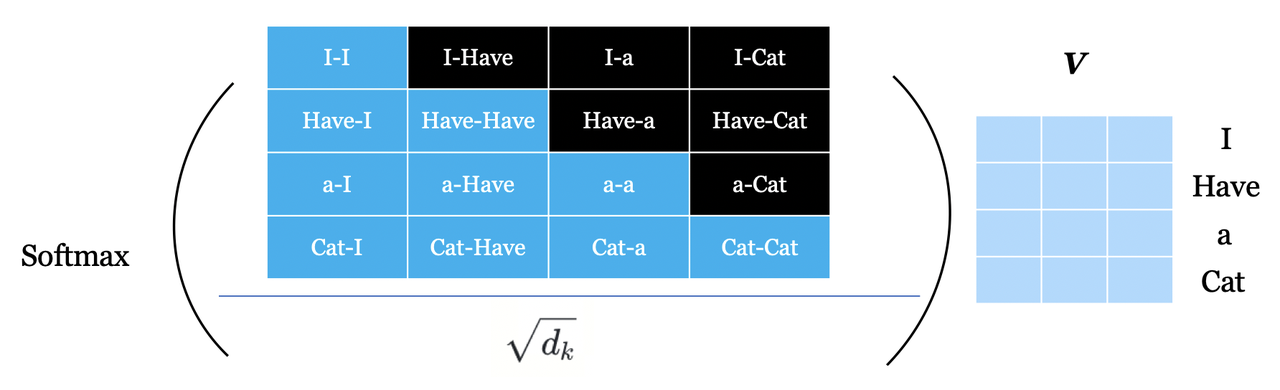 I-I I-Have I-a I-Cat
V
Have-I Have-Have Have-a Have-Cat
I
a-I a-Have a-a a-Cat
Have
Cat-I Cat-Have Cat-a Cat-Cat
a
Softmax
Cat
√d_k